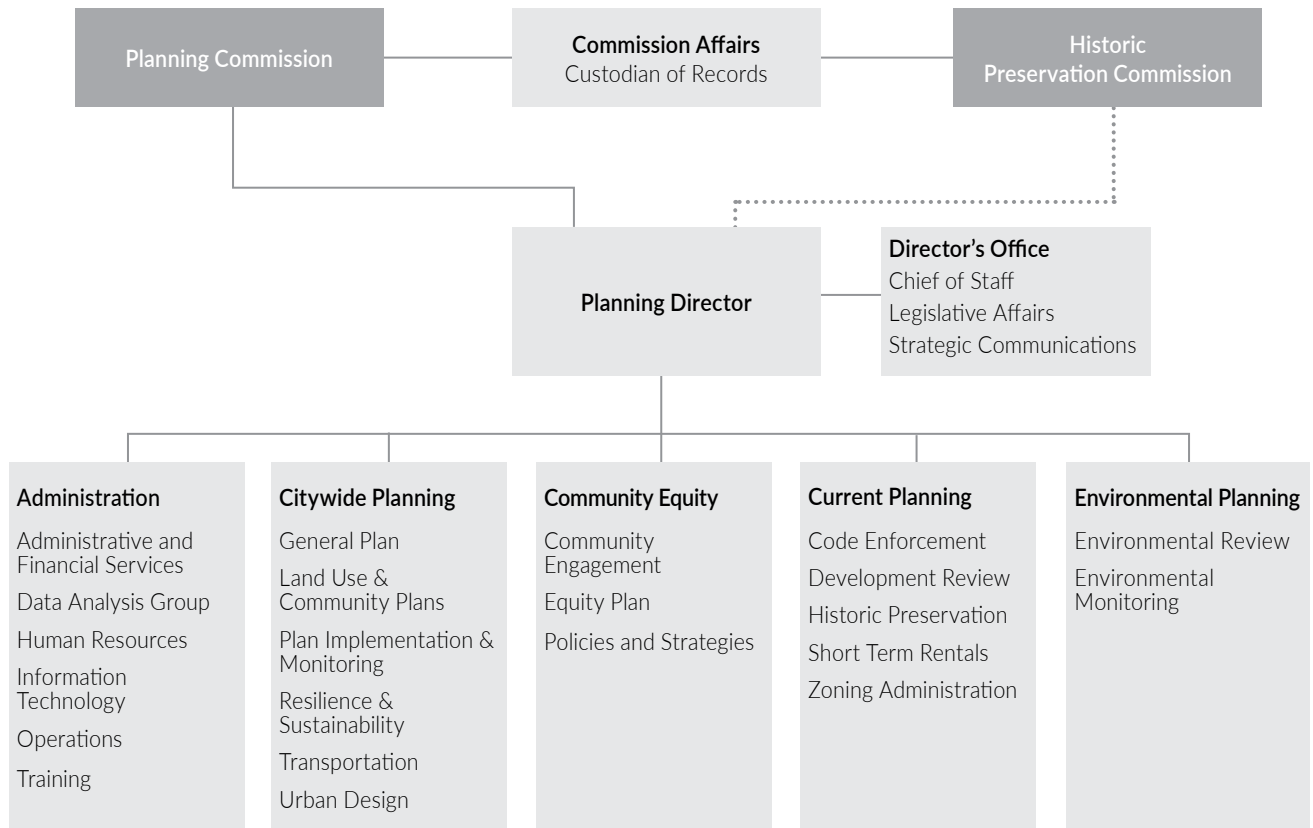 Planning Commission
Commission Affairs
Custodian of Records
Historic
Preservation Commission
Planning Director
Director's Office
Chief of Staff
Legislative Affairs
Strategic Communications
Administration
Administrative and
Financial Services
Data Analysis Group
Human Resources
Information
Technology
Operations
Training
Citywide Planning
General Plan
Land Use &
Community Plans
Plan Implementation &
Monitoring
Resilience &
Sustainability
Transportation
Urban Design
Community Equity
Community
Engagement
Equity Plan
Policies and Strategies
Current Planning
Code Enforcement
Development Review
Historic Preservation
Short Term Rentals
Zoning Administration
Environmental Planning
Environmental Review
Environmental
Monitoring